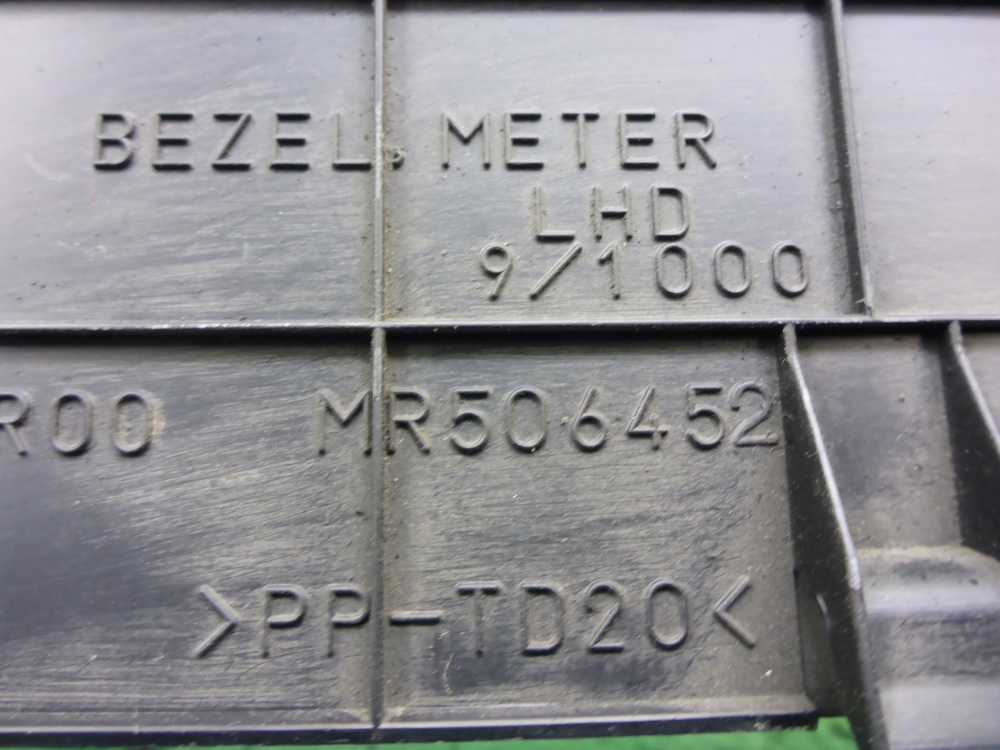 BEZEL, METER
LHD
9/1000
R00 MR506452
>PP-TD20<